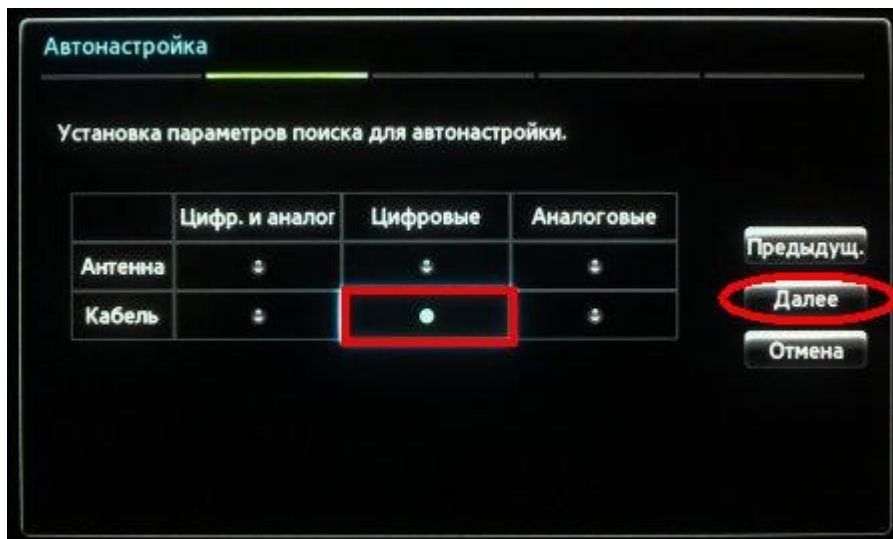 Автонастройка
Установка параметров поиска для автонастройки.
Цифр. и аналог Цифровые Аналоговые
Антенна
Кабель
Предыдущ.
Далее
Отмена